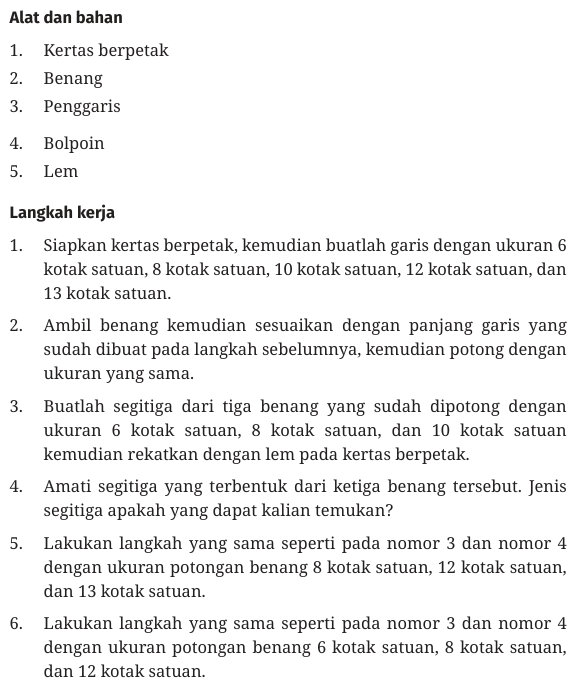 Alat dan bahan
1. Kertas berpetak
2. Benang
3. Penggaris
4. Bolpoin
5. Lem
Langkah kerja
1. Siapkan kertas berpetak, kemudian buatlah garis dengan ukuran 6
kotak satuan, 8 kotak satuan, 10 kotak satuan, 12 kotak satuan, dan
13 kotak satuan.
2. Ambil benang kemudian sesuaikan dengan panjang garis yang
sudah dibuat pada langkah sebelumnya, kemudian potong dengan
ukuran yang sama.
3. Buatlah segitiga dari tiga benang yang sudah dipotong dengan
ukuran 6 kotak satuan, 8 kotak satuan, dan 10 kotak satuan
kemudian rekatkan dengan lem pada kertas berpetak.
4. Amati segitiga yang terbentuk dari ketiga benang tersebut. Jenis
segitiga apakah yang dapat kalian temukan?
5. Lakukan langkah yang sama seperti pada nomor 3 dan nomor 4
dengan ukuran potongan benang 8 kotak satuan, 12 kotak satuan,
dan 13 kotak satuan.
6. Lakukan langkah yang sama seperti pada nomor 3 dan nomor 4
dengan ukuran potongan benang 6 kotak satuan, 8 kotak satuan,
dan 12 kotak satuan.